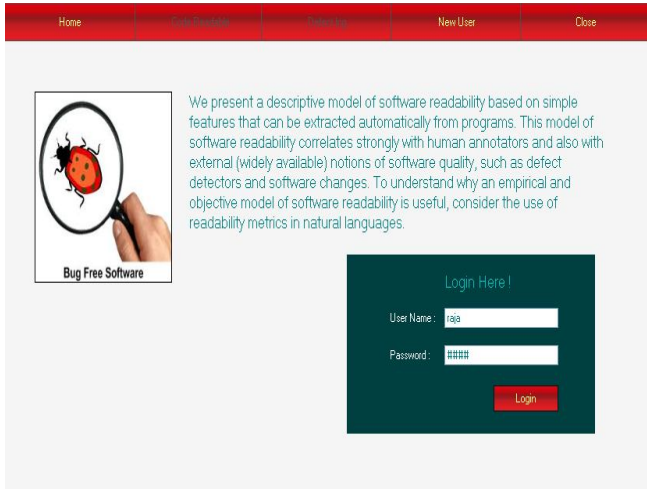 Home
New User
Close
We present a descriptive model of software readability based on simple
features that can be extracted automatically from programs. This model of
software readability correlates strongly with human annotators and also with
external (widely available) notions of software quality, such as defect
detectors and software changes. To understand why an empirical and
objective model of software readability is useful, consider the use of
readability metrics in natural languages.
Bug Free Software
Login Here !
User Name : raja
Password : ####
Login